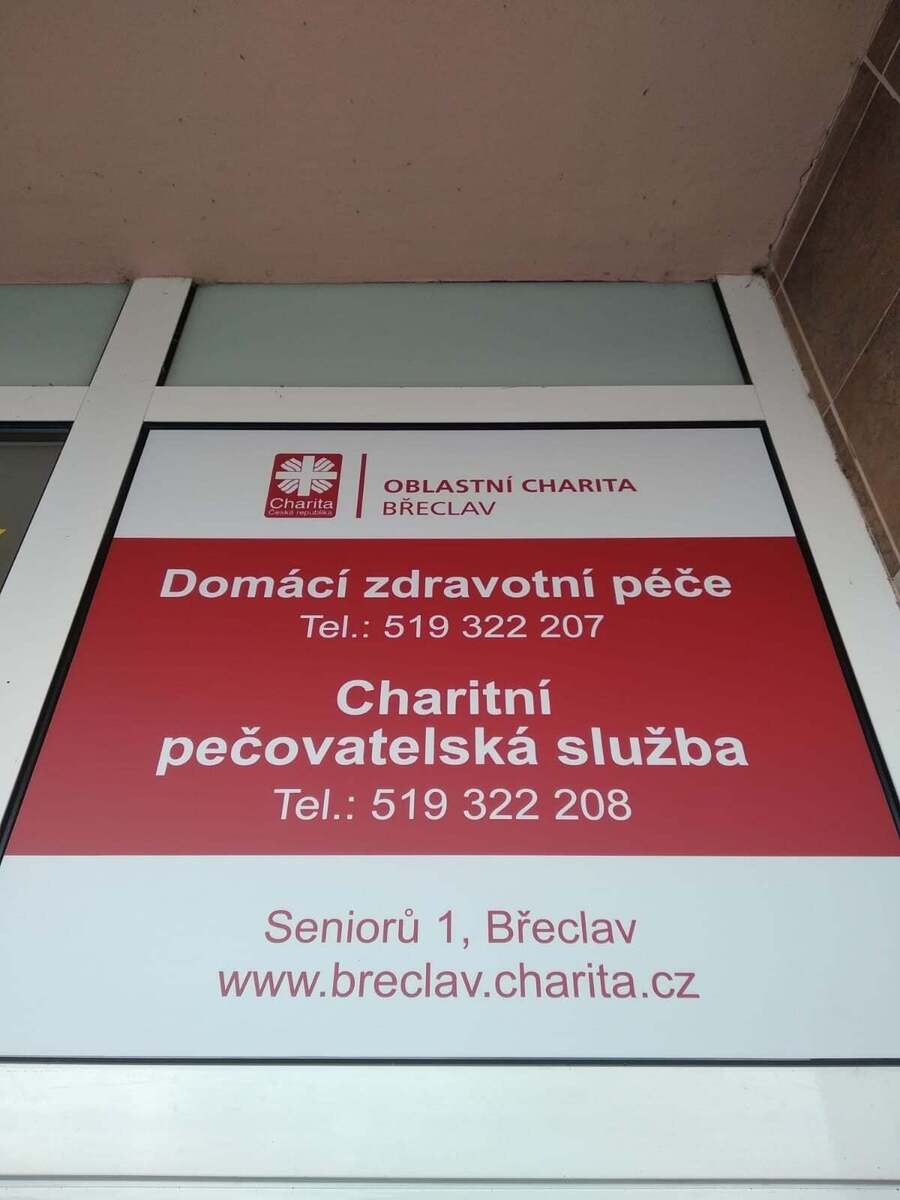 Charita
Česká republika
OBLASTNÍ CHARITA
BŘECLAV
Domácí zdravotní péče
Tel.: 519 322 207
Charitní
pečovatelská služba
Tel.: 519 322 208
Seniorů 1, Břeclav
www.breclav.charita.cz